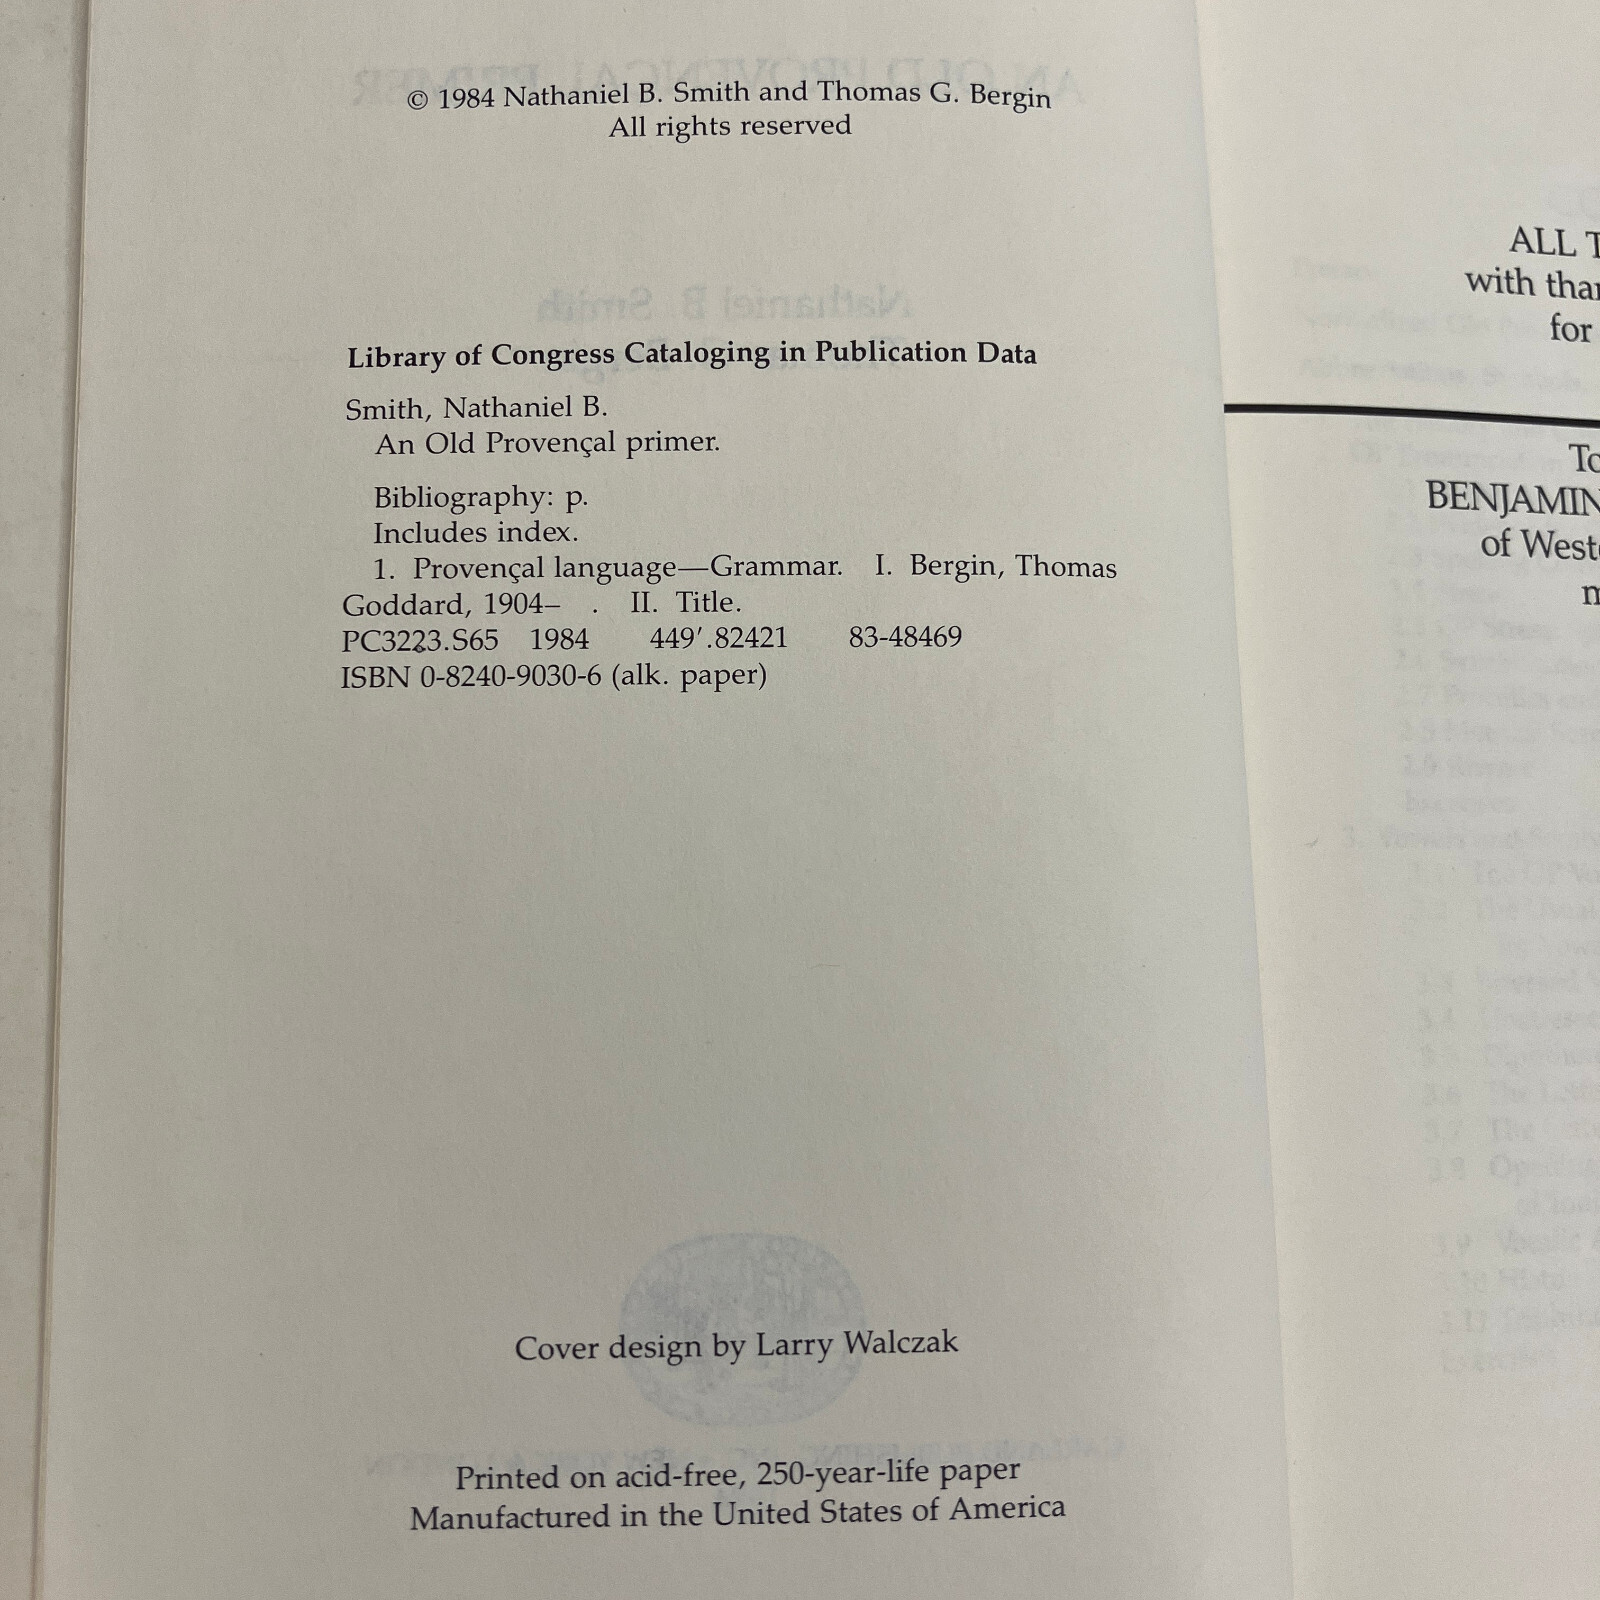 © 1984 Nathaniel B. Smith and Thomas G. Bergin
All rights reserved
Library of Congress Cataloging in Publication Data
Smith, Nathaniel B.
An Old Provençal primer.
Bibliography: p.
Includes index.
1. Provençal language—Grammar. I. Bergin, Thomas
Goddard, 1904– . II. Title.
PC3223.S65 1984 449′.82421 83-48469
ISBN 0-8240-9030-6 (alk. paper)
Cover design by Larry Walczak
Printed on acid-free, 250-year-life paper
Manufactured in the United States of America
ALL
with
for
BENJAMIN
of